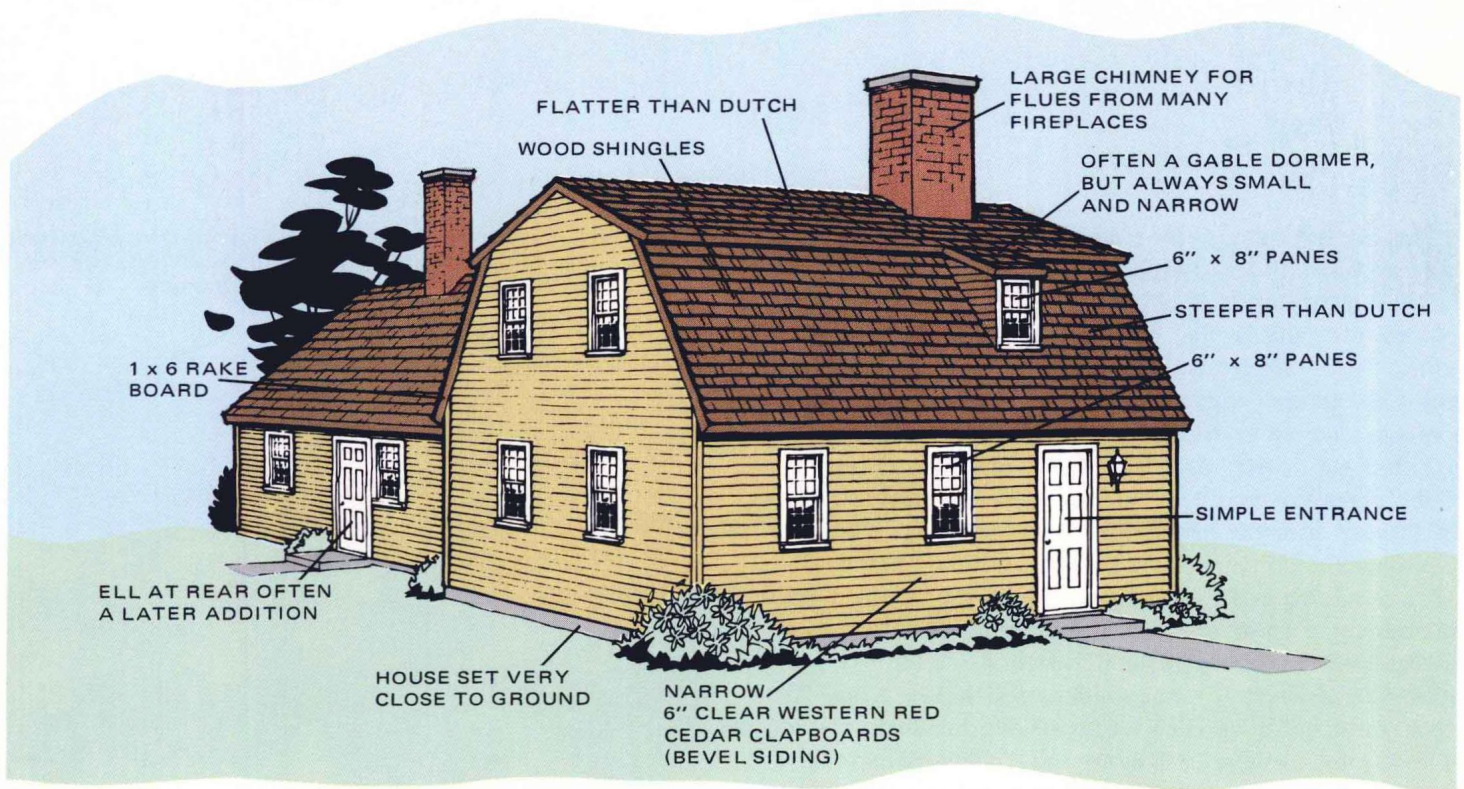 FLATTER THAN DUTCH
WOOD SHINGLES
LARGE CHIMNEY FOR
FLUES FROM MANY
FIREPLACES
OFTEN A GABLE DORMER,
BUT ALWAYS SMALL
AND NARROW
6" x 8" PANES
STEEPER THAN DUTCH
6" x 8" PANES
1 x 6 RAKE
BOARD
SIMPLE ENTRANCE
ELL AT REAR OFTEN
A LATER ADDITION
HOUSE SET VERY
CLOSE TO GROUND
NARROW
6" CLEAR WESTERN RED
CEDAR CLAPBOARDS
(BEVEL SIDING)